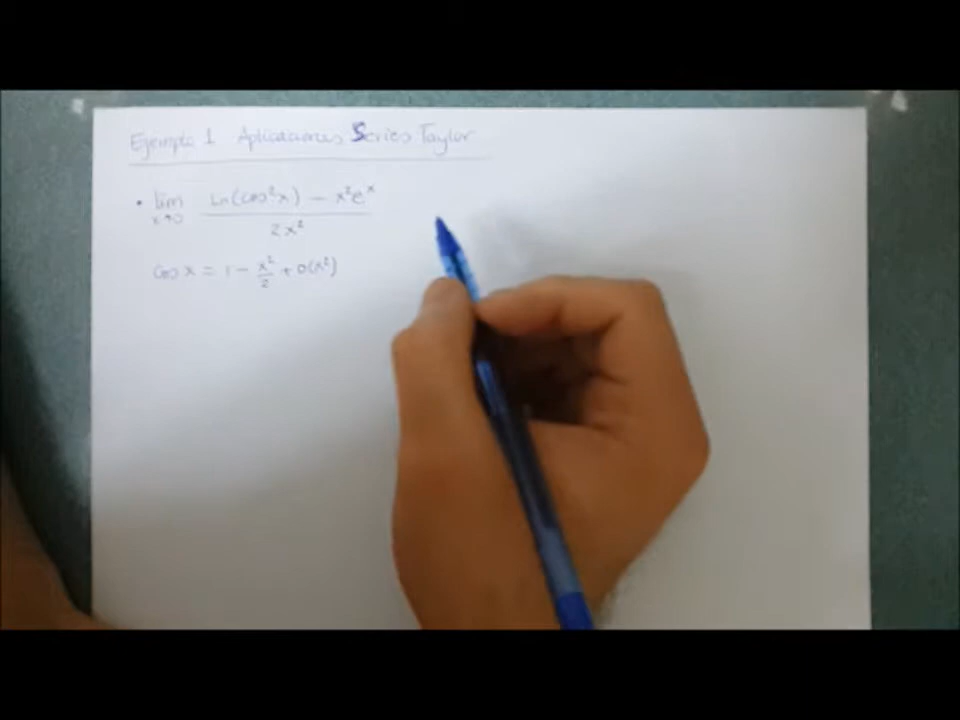 Ejemplo 1 Aplicaciones Series Taylor
• lim x→0 Ln(cos²x) - x²eˣ / 2x²
cos x = 1 - x²/2 + o(x²)